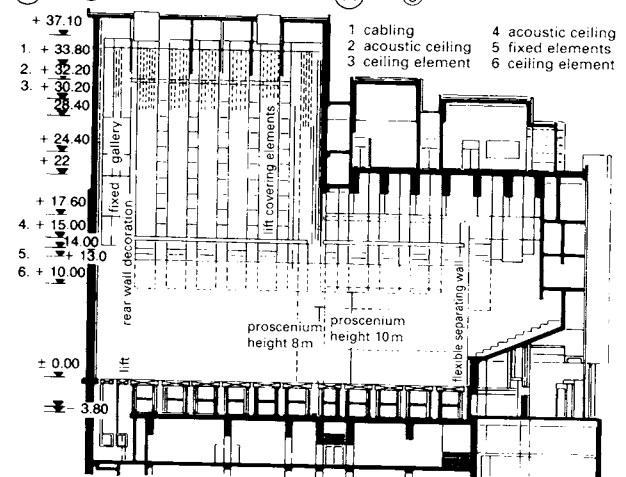 + 37.10
1. + 33.80
2. + 32.20
3. + 30.20
28.40
+ 24.40
+ 22
+ 17.60
4. + 15.00
14.00
5. + 13.0
6. + 10.00
± 0.00
3.80
1 cabling
2 acoustic ceiling
3 ceiling element
4 acoustic ceiling
5 fixed elements
6 ceiling element
fixed gallery
rear wall decoration
lift
lift covering elements
proscenium
height 8m
proscenium
height 10m
flexible separating wall